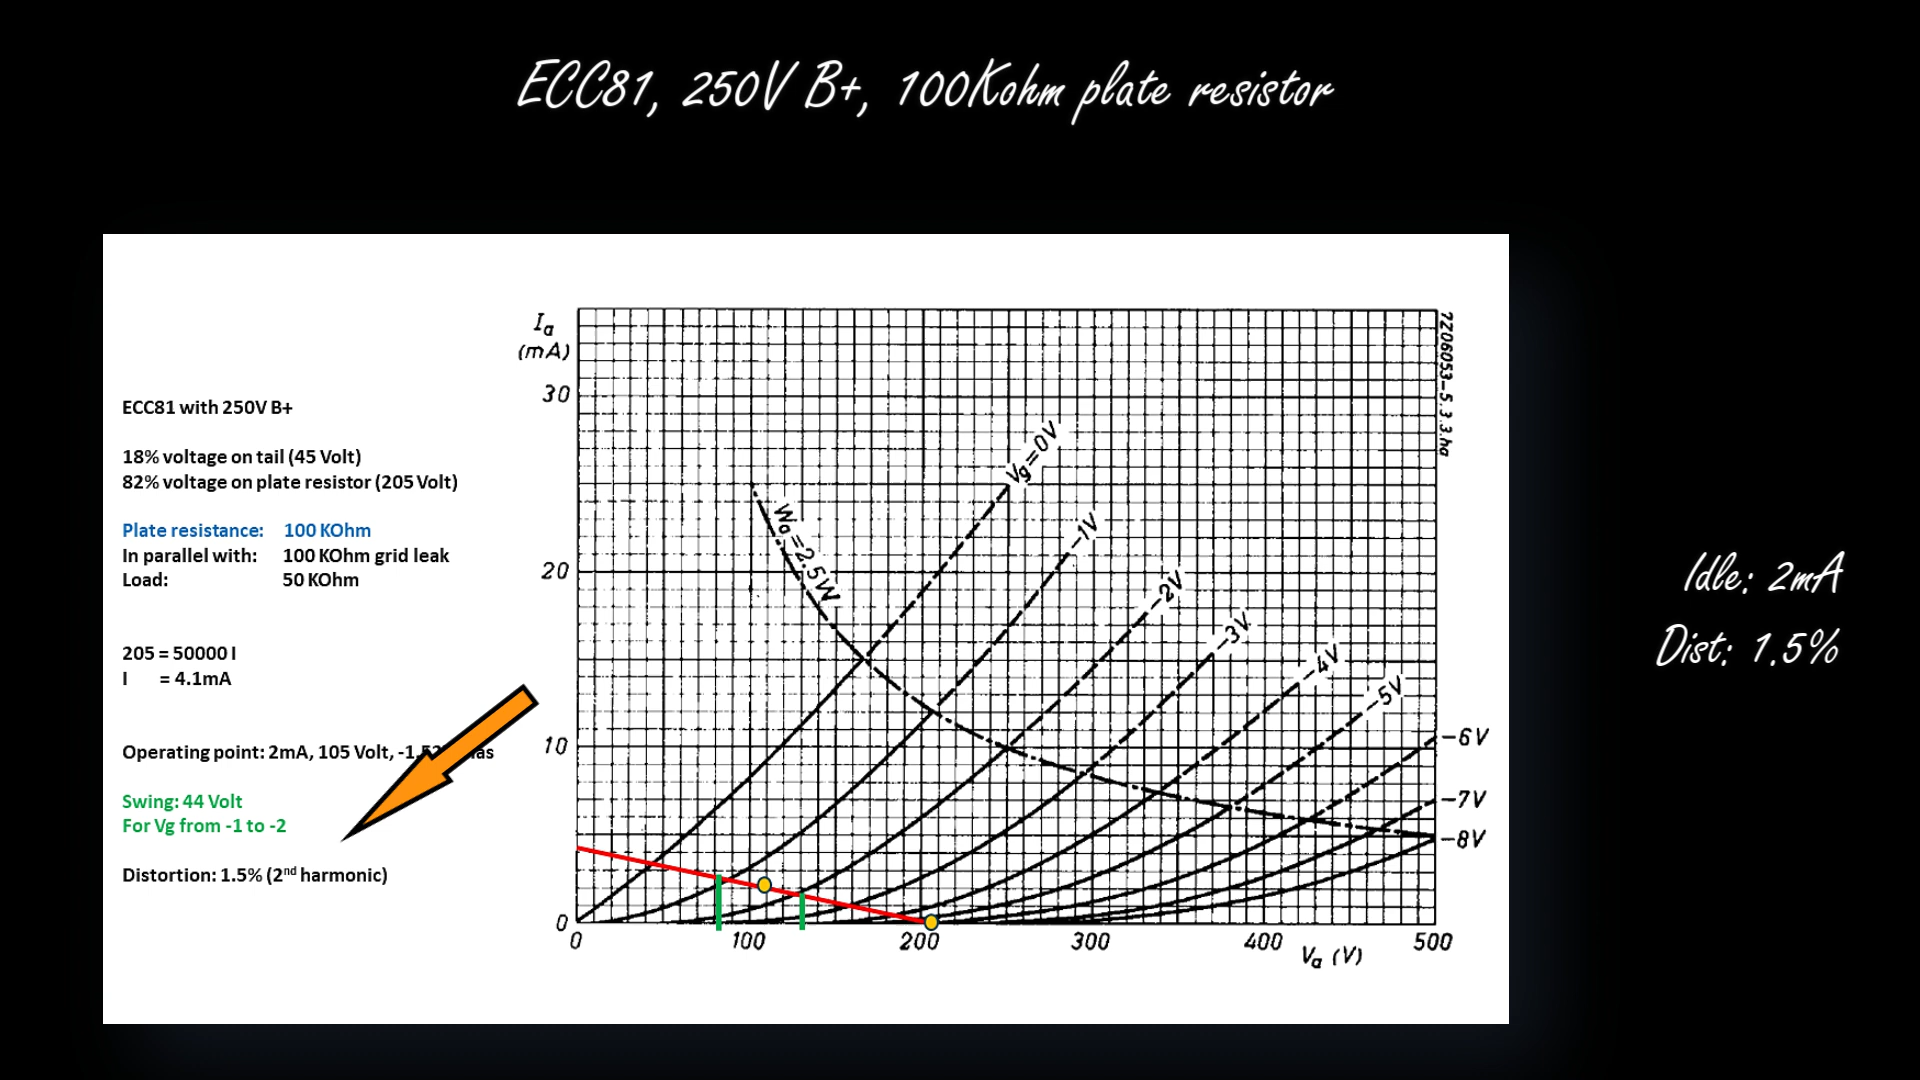 ECC81, 250V B+, 100Kohm plate resistor
ECC81 with 250V B+
18% voltage on tail (45 Volt)
82% voltage on plate resistor (205 Volt)
Plate resistance: 100 KOhm
In parallel with: 100 KOhm grid leak
Load: 50 KOhm
205 = 50000 I
I = 4.1mA
Operating point: 2mA, 105 Volt,
Swing: 44 Volt
For Vg from -1 to -2
Distortion: 1.5% (2nd harmonic)
Ia
(mA)
30
20
10
0
Wa=2.5W
Vg=0V
-1V
-2V
-3V
-4V
-5V
-6V
-7V
-8V
0
100
200
300
400
500
Va (V)
7206053-5.3.3.ha
Idle: 2mA
Dist: 1.5%